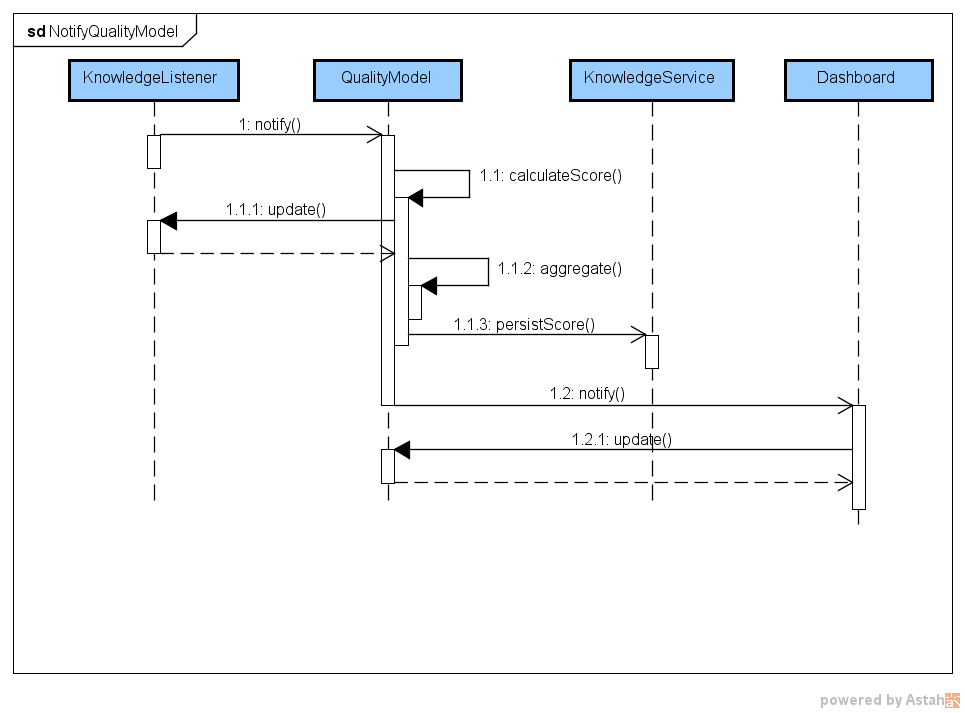 sd NotifyQualityModel
KnowledgeListener QualityModel KnowledgeService Dashboard
1: notify()
1.1: calculateScore()
1.1.1: update()
1.1.2: aggregate()
1.1.3: persistScore()
1.2: notify()
1.2.1: update()
powered by Astah